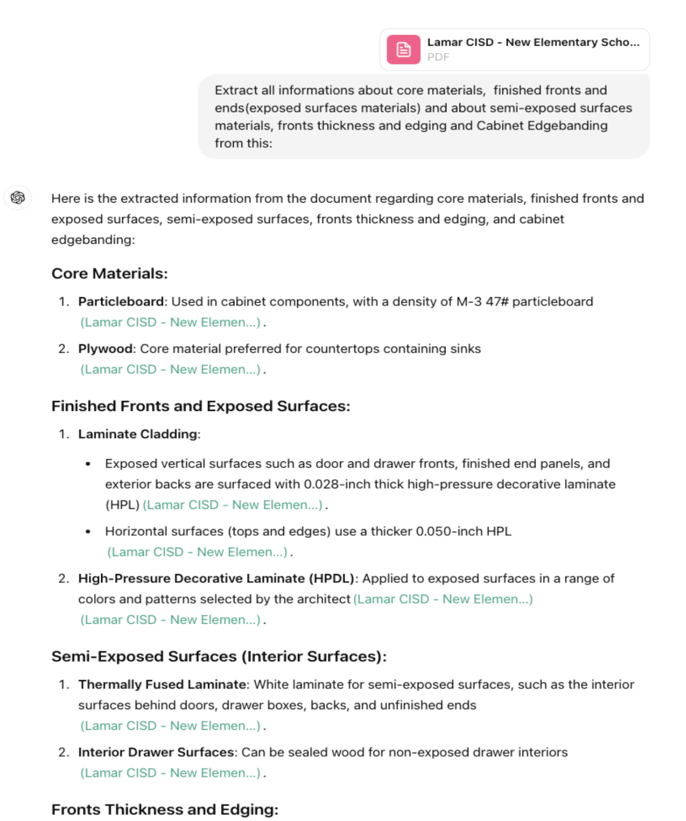 Lamar CISD - New Elementary Scho...
PDF
Extract all informations about core materials, finished fronts and
ends(exposed surfaces materials) and about semi-exposed surfaces
materials, fronts thickness and edging and Cabinet Edgebanding
from this:
Here is the extracted information from the document regarding core materials, finished fronts and
exposed surfaces, semi-exposed surfaces, fronts thickness and edging, and cabinet
edgebanding:
Core Materials:
1. Particleboard: Used in cabinet components, with a density of M-3 47# particleboard
(Lamar CISD - New Elemen...) .
2. Plywood: Core material preferred for countertops containing sinks
(Lamar CISD - New Elemen...) .
Finished Fronts and Exposed Surfaces:
1. Laminate Cladding:
• Exposed vertical surfaces such as door and drawer fronts, finished end panels, and
exterior backs are surfaced with 0.028-inch thick high-pressure decorative laminate
(HPL) (Lamar CISD - New Elemen...) .
• Horizontal surfaces (tops and edges) use a thicker 0.050-inch HPL
(Lamar CISD - New Elemen...) .
2. High-Pressure Decorative Laminate (HPDL): Applied to exposed surfaces in a range of
colors and patterns selected by the architect (Lamar CISD - New Elemen...)
(Lamar CISD - New Elemen...) .
Semi-Exposed Surfaces (Interior Surfaces):
1. Thermally Fused Laminate: White laminate for semi-exposed surfaces, such as the interior
surfaces behind doors, drawer boxes, backs, and unfinished ends
(Lamar CISD - New Elemen...) .
2. Interior Drawer Surfaces: Can be sealed wood for non-exposed drawer interiors
(Lamar CISD - New Elemen...) .
Fronts Thickness and Edging: